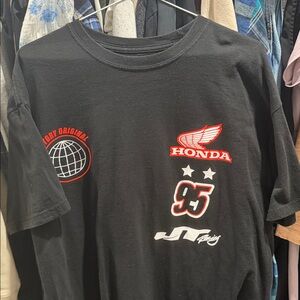 ORIGINAL
HONDA
95
JT Racing